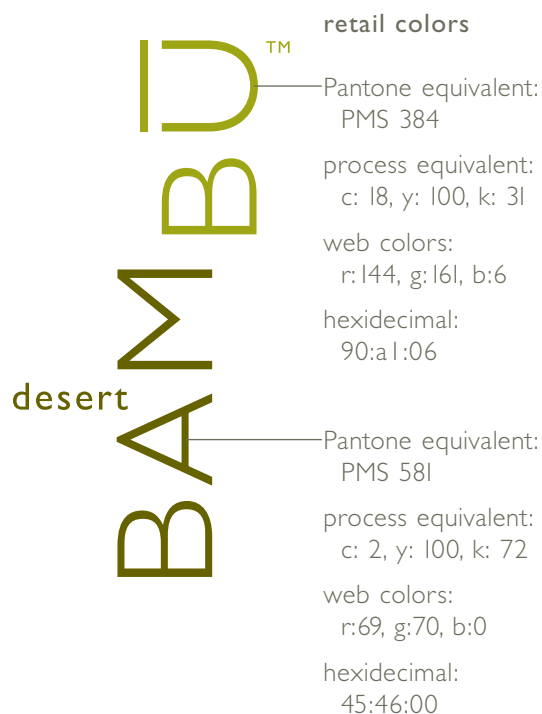 retail colors
BAMBŪ™
desert
Pantone equivalent:
PMS 384
process equivalent:
c: 18, y: 100, k: 31
web colors:
r:144, g:161, b:6
hexidecimal:
90:a1:06
Pantone equivalent:
PMS 581
process equivalent:
c: 2, y: 100, k: 72
web colors:
r:69, g:70, b:0
hexidecimal:
45:46:00